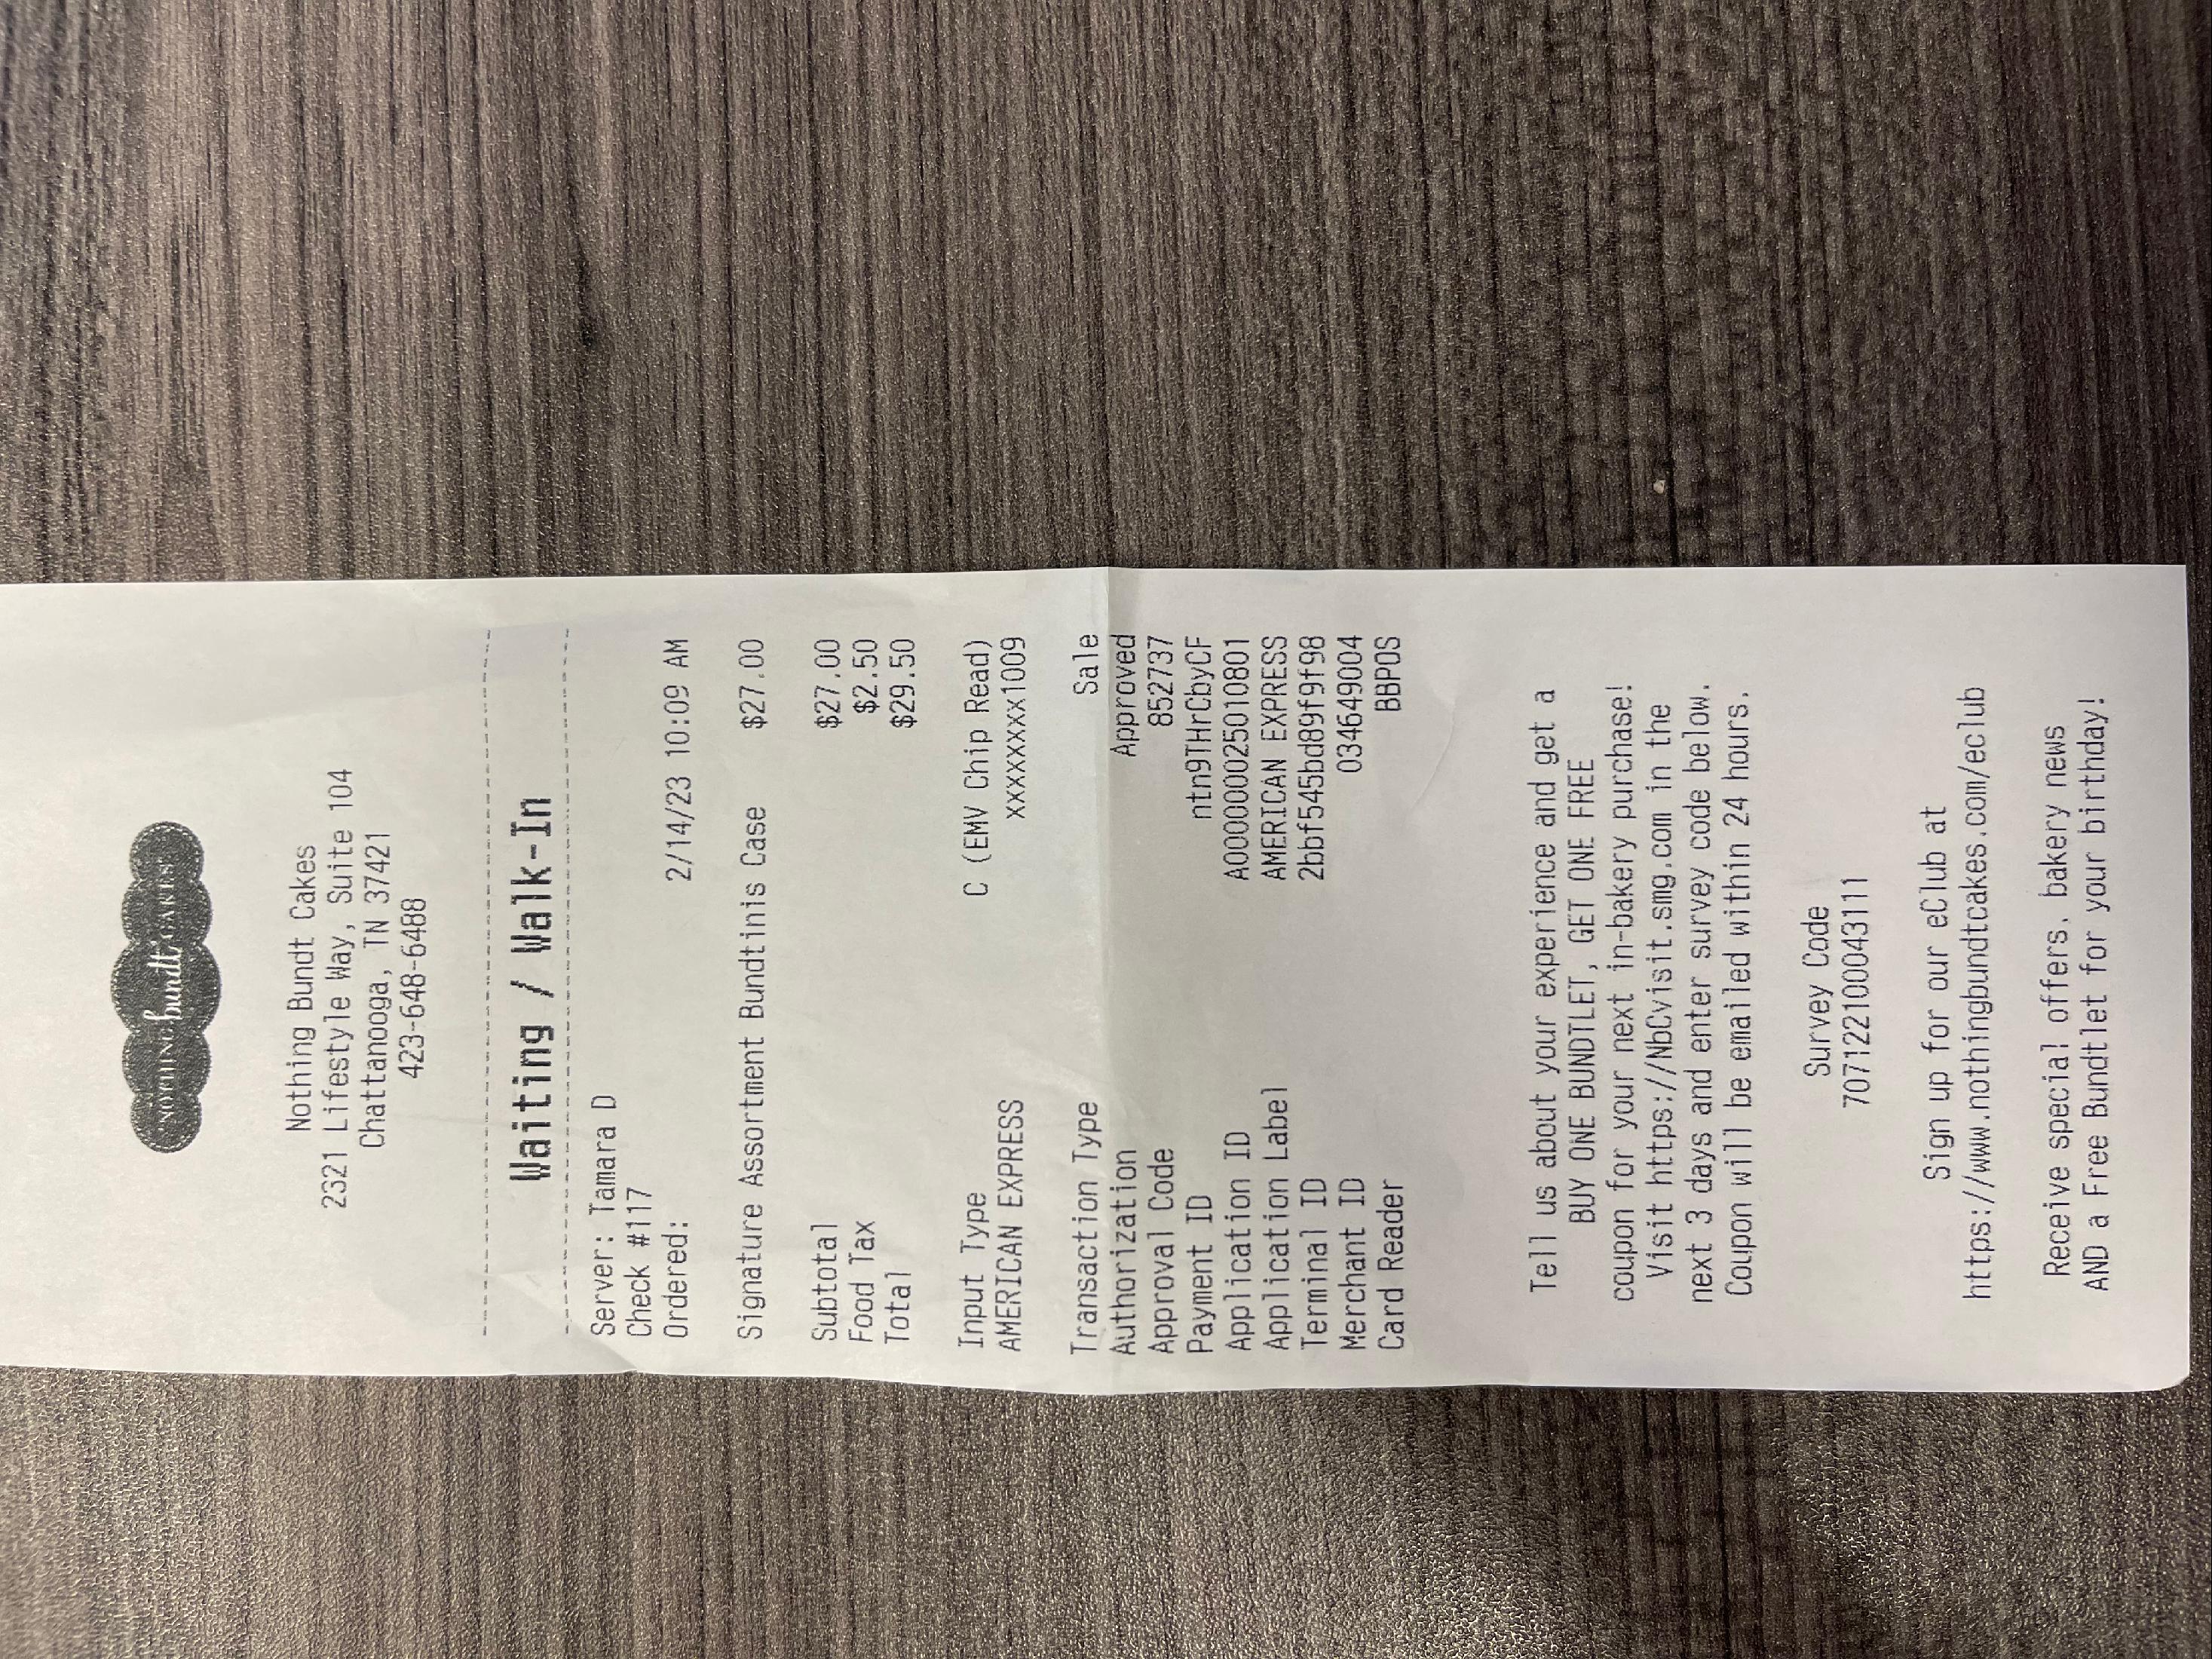 NOTHING bundt CAKES
Nothing Bundt Cakes
2321 Lifestyle Way, Suite 104
Chattanooga, TN 37421
423-648-6488
Waiting / Walk-In
Server: Tamara D
Check #117
Ordered: 2/14/23 10:09 AM
Signature Assortment Bundtinis Case $27.00
Subtotal $27.00
Food Tax $2.50
Total $29.50
Input Type C (EMV Chip Read)
AMERICAN EXPRESS xxxxxxxx1009
Transaction Type Sale
Authorization Approved
Approval Code 852737
Payment ID ntn9THrCbyCF
Application ID A000000025010801
Application Label AMERICAN EXPRESS
Terminal ID 2bbf545bd89f9f98
Merchant ID 034649004
Card Reader BBPOS
Tell us about your experience and get a
BUY ONE BUNDTLET, GET ONE FREE
coupon for your next in-bakery purchase!
Visit https://NbCvisit.smg.com in the
next 3 days and enter survey code below.
Coupon will be emailed within 24 hours.
Survey Code
707122100043111
Sign up for our eClub at
https://www.nothingbundtcakes.com/eclub
Receive special offers, bakery news
AND a Free Bundtlet for your birthday!